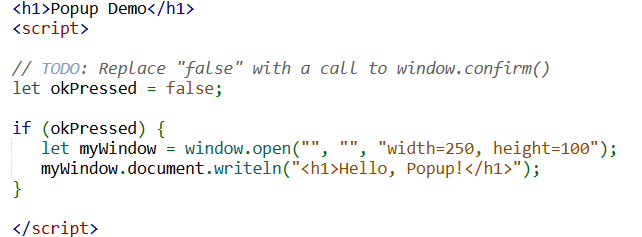 <h1>Popup Demo</h1>
<script>
// TODO: Replace "false" with a call to window.confirm()
let okPressed = false;
if (okPressed) {
let myWindow = window.open("", "", "width=250, height=100");
myWindow.document.writeln("<h1>Hello, Popup!</h1>");
}
</script>